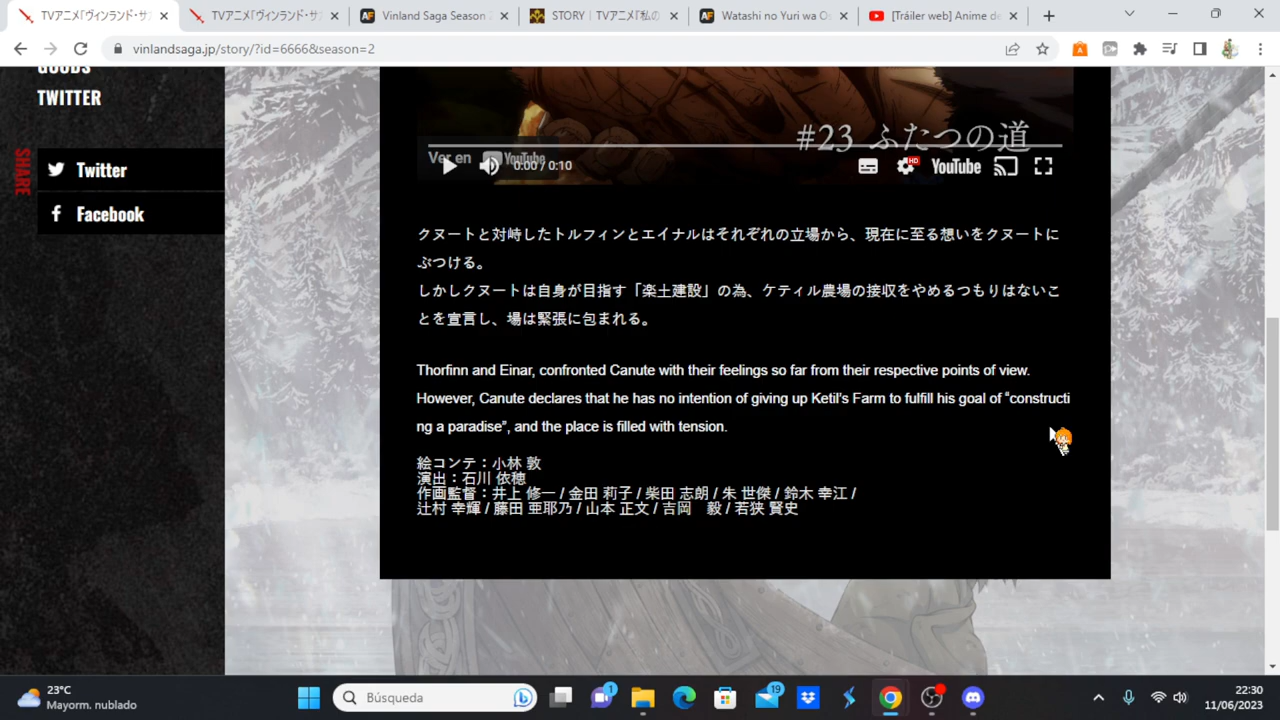 TVアニメ「ヴィンランド・サガ
TVアニメ「ヴィンランド・サガ
Vinland Saga Season 2
STORY | TVアニメ『私の
Watashi no Yuri wa Os
[Tráiler web] Anime de
vinlandsaga.jp/story/?id=6666&season=2
GOODS
TWITTER
SHARE
Twitter
Facebook
#23 ふたつの道
Ver en YouTube
0:00 / 0:10
HD
YouTube
クヌートと対峙したトルフィンとエイナルはそれぞれの立場から、現在に至る想いをクヌートに
ぶつける。
しかしクヌートは自身が目指す「楽土建設」の為、ケティル農場の接収をやめるつもりはないこ
とを宣言し、場は緊張に包まれる。
Thorfinn and Einar, confronted Canute with their feelings so far from their respective points of view.
However, Canute declares that he has no intention of giving up Ketil's Farm to fulfill his goal of “constructi
ng a paradise”, and the place is filled with tension.
絵コンテ：小林 敦
演出：石川 依穂
作画監督：井上 修一 / 金田 莉子 / 柴田 志朗 / 朱 世傑 / 鈴木 幸江 /
辻村 幸輝 / 藤田 亜耶乃 / 山本 正文 / 吉岡　毅 / 若狭 賢史
23°C
Mayorm. nublado
Búsqueda
1
19
22:30
11/06/2023